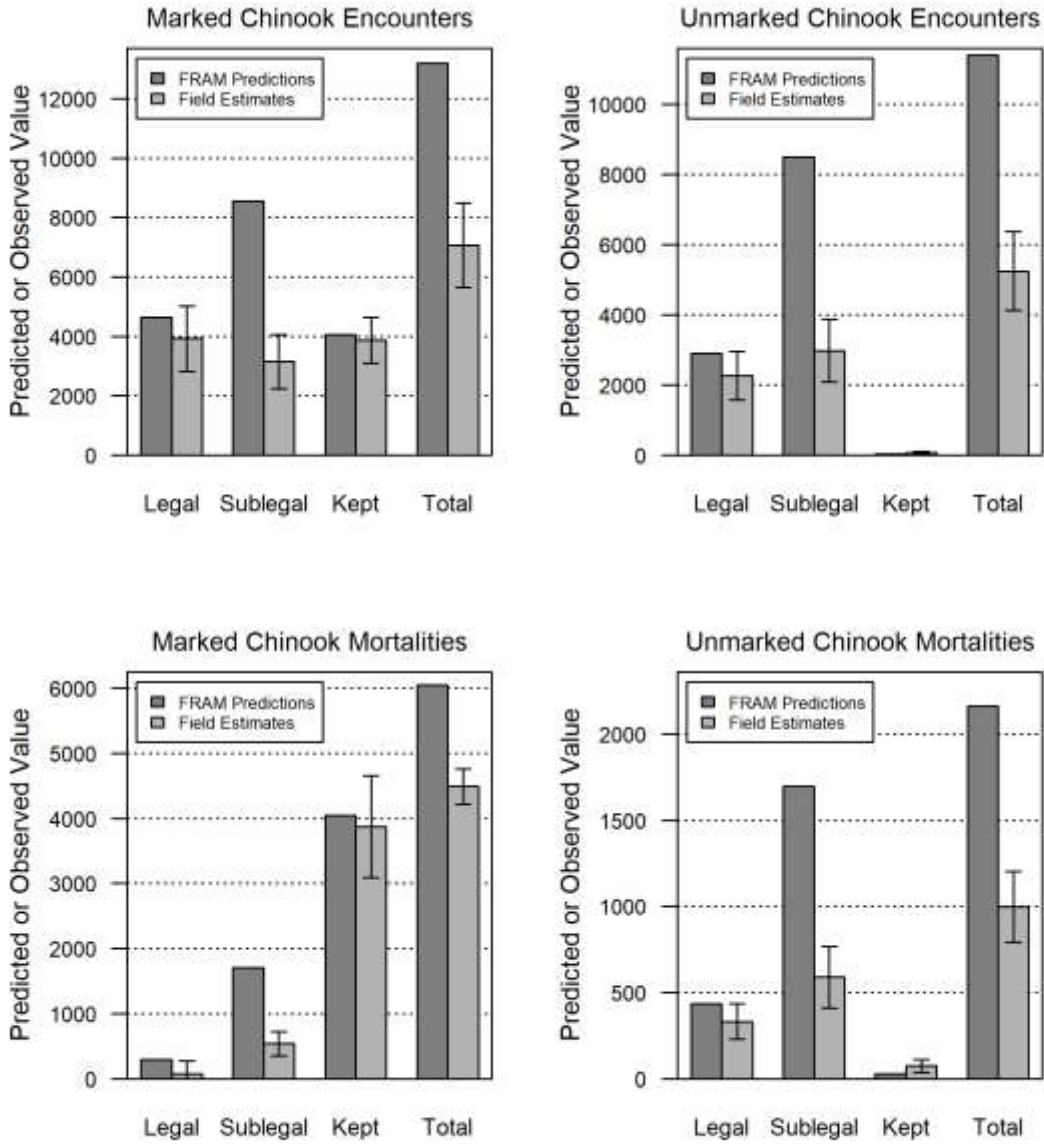 Marked Chinook Encounters
Predicted or Observed Value
12000
10000
8000
6000
4000
2000
0
FRAM Predictions
Field Estimates
Legal Sublegal Kept Total
Unmarked Chinook Encounters
Predicted or Observed Value
10000
8000
6000
4000
2000
0
FRAM Predictions
Field Estimates
Legal Sublegal Kept Total
Marked Chinook Mortalities
Predicted or Observed Value
6000
5000
4000
3000
2000
1000
0
FRAM Predictions
Field Estimates
Legal Sublegal Kept Total
Unmarked Chinook Mortalities
Predicted or Observed Value
2000
1500
1000
500
0
FRAM Predictions
Field Estimates
Legal Sublegal Kept Total